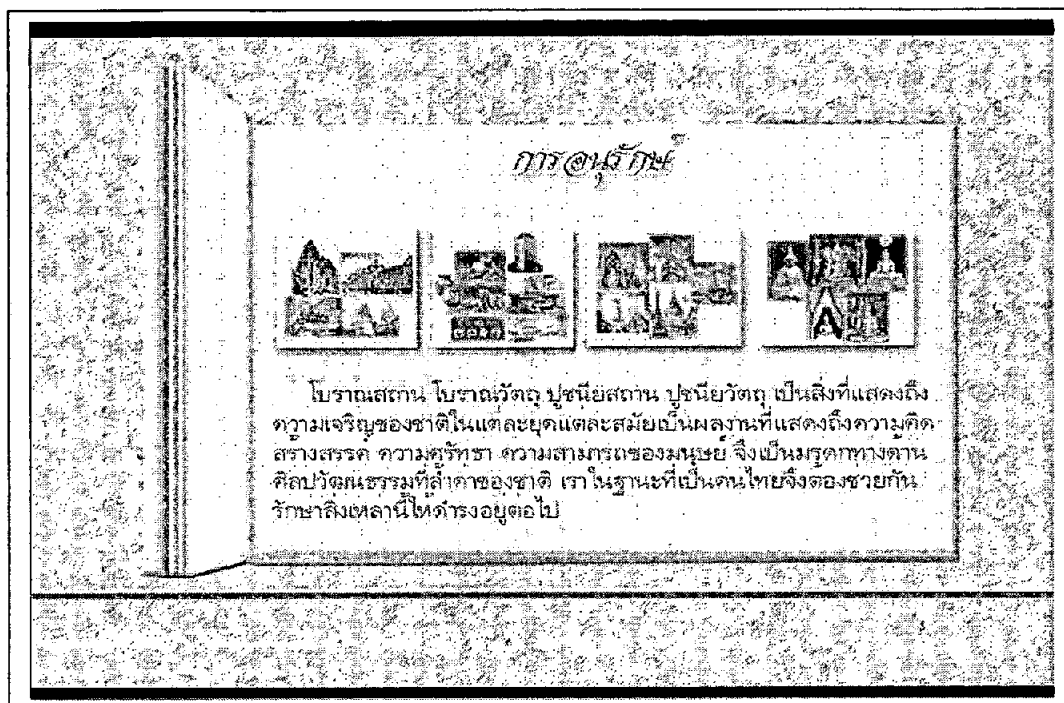 การอนุรักษ์
โบราณสถาน โบราณวัตถุ ปูชนียสถาน ปูชนียวัตถุ เป็นสิ่งที่แสดงถึง
ความเจริญของชาติในแต่ละยุคแต่ละสมัยเป็นผลงานที่แสดงถึงความคิด
สร้างสรรค์ ความศรัทธา ความสามารถของมนุษย์ จึงเป็นมรดกทางด้าน
ศิลปวัฒนธรรมที่ล้ำค่าของชาติ เราในฐานะที่เป็นคนไทยจึงต้องช่วยกัน
รักษาสิ่งเหล่านี้ให้ดำรงอยู่ต่อไป